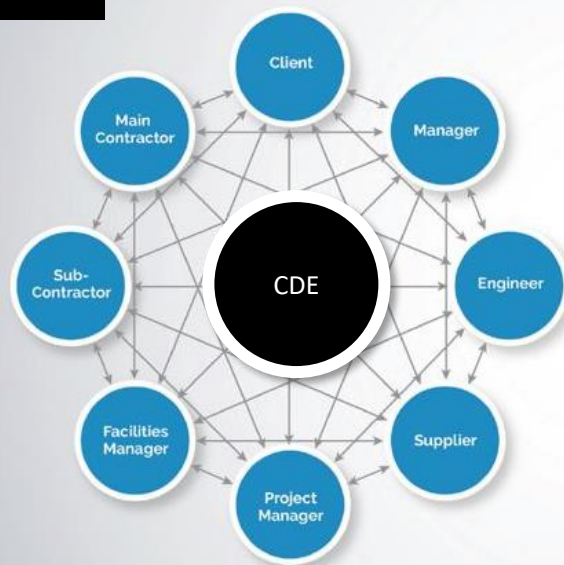 Client
Main
Contractor
Manager
Sub-
Contractor
CDE
Engineer
Facilities
Manager
Supplier
Project
Manager